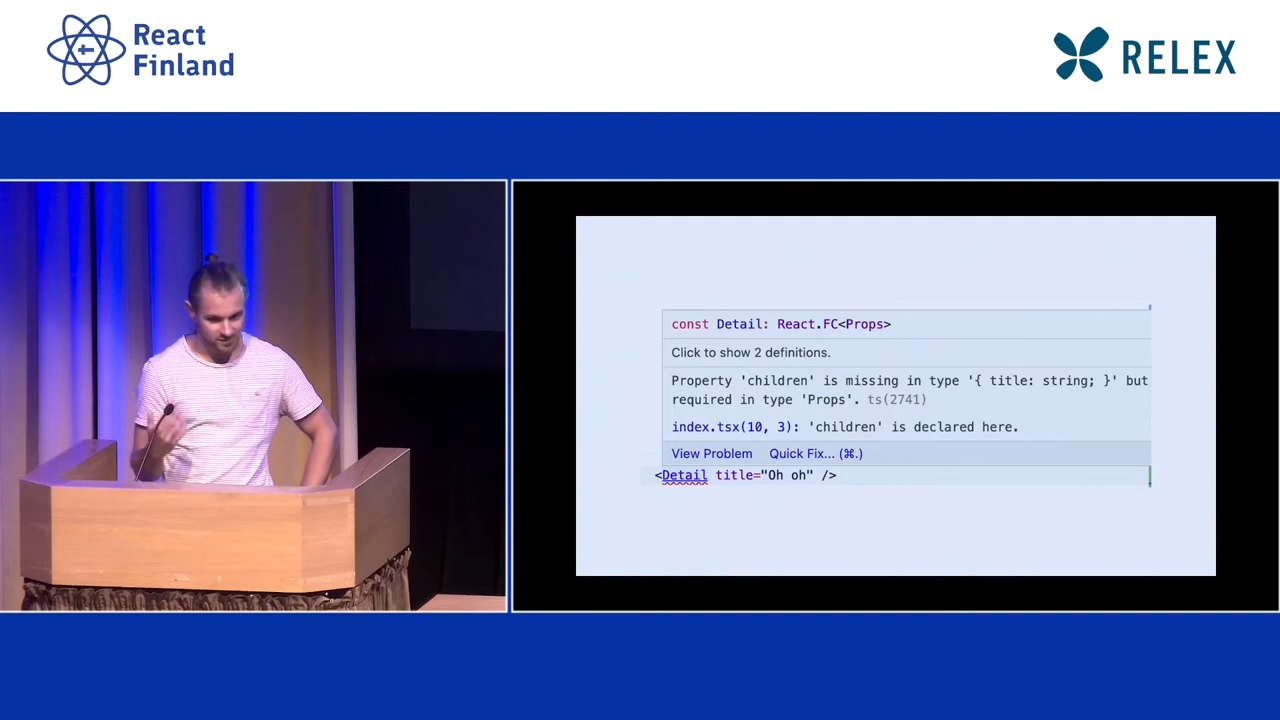 React
Finland
RELEX
const Detail: React.FC<Props>
Click to show 2 definitions.
Property 'children' is missing in type '{ title: string; }' but
required in type 'Props'. ts(2741)
index.tsx(10, 3): 'children' is declared here.
View Problem Quick Fix... (⌘.)
<Detail title="Oh oh" />